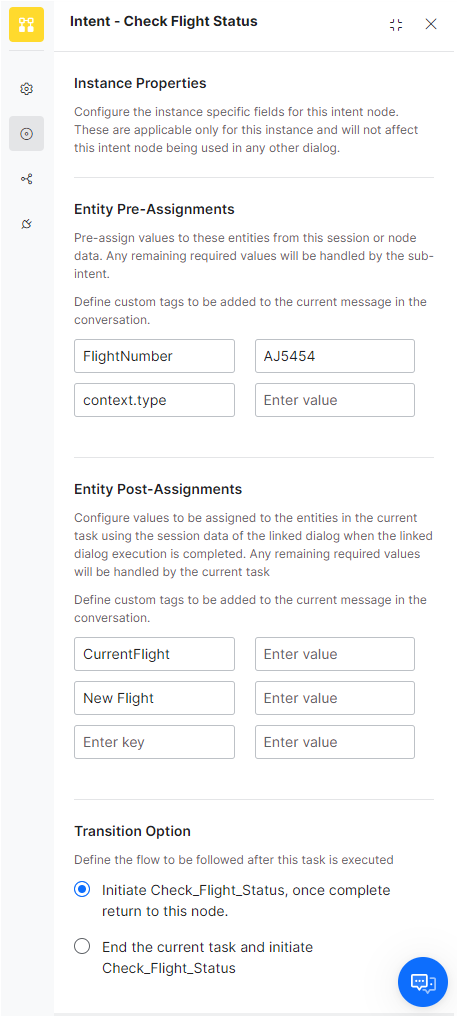 Intent - Check Flight Status
Instance Properties
Configure the instance specific fields for this intent node.
These are applicable only for this instance and will not affect
this intent node being used in any other dialog.
Entity Pre-Assignments
Pre-assign values to these entities from this session or node
data. Any remaining required values will be handled by the sub-
intent.
Define custom tags to be added to the current message in the
conversation.
FlightNumber AJ5454
context.type Enter value
Entity Post-Assignments
Configure values to be assigned to the entities in the current
task using the session data of the linked dialog when the linked
dialog execution is completed. Any remaining required values
will be handled by the current task
Define custom tags to be added to the current message in the
conversation.
CurrentFlight Enter value
New Flight Enter value
Enter key Enter value
Transition Option
Define the flow to be followed after this task is executed
Initiate Check_Flight_Status, once complete
return to this node.
End the current task and initiate
Check_Flight_Status